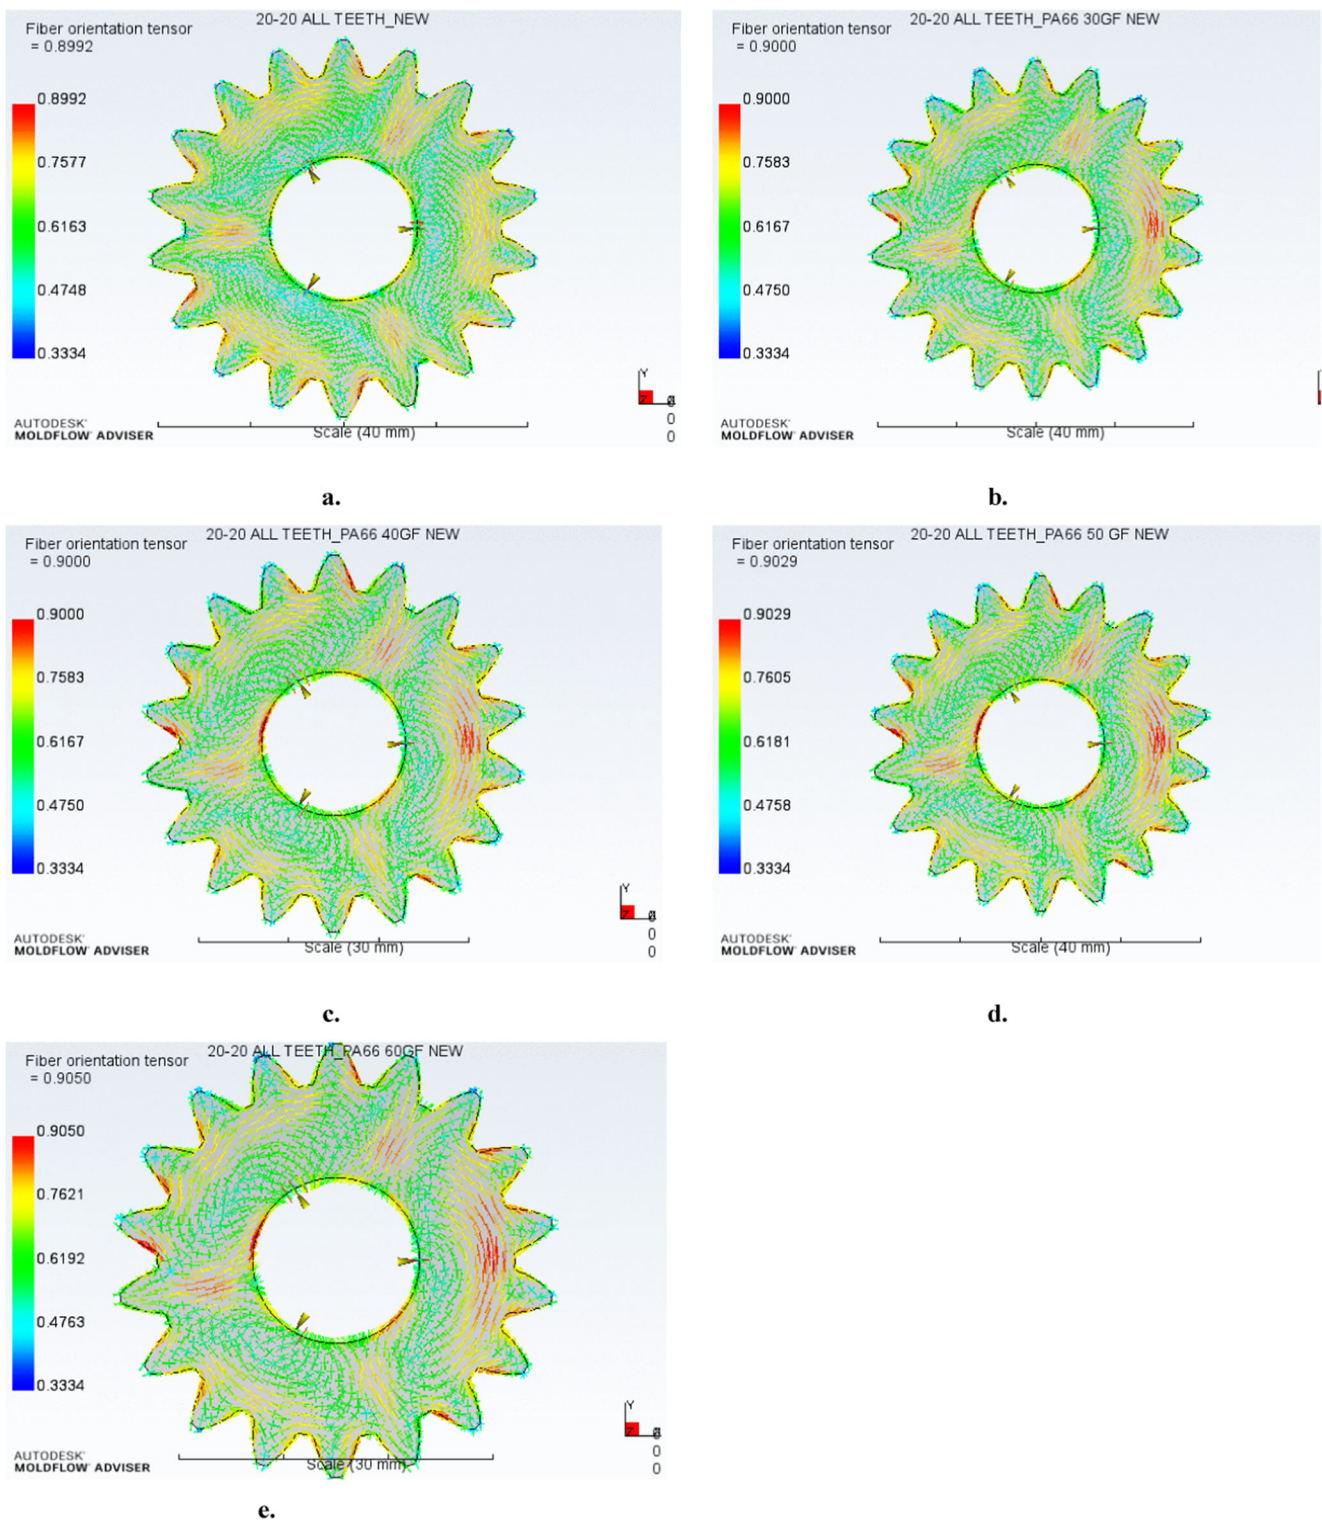 20-20 ALL TEETH_NEW
Fiber orientation tensor
= 0.8992
0.8992
0.7577
0.6163
0.4748
0.3334
Y
Z
0
0
AUTODESK'
MOLDFLOW' ADVISER
Scale (40 mm)
a.
20-20 ALL TEETH_PA66 30GF NEW
Fiber orientation tensor
= 0.9000
0.9000
0.7583
0.6167
0.4750
0.3334
AUTODESK'
MOLDFLOW' ADVISER
Scale (40 mm)
b.
20-20 ALL TEETH_PA66 40GF NEW
Fiber orientation tensor
= 0.9000
0.9000
0.7583
0.6167
0.4750
0.3334
Y
Z
0
0
AUTODESK'
MOLDFLOW' ADVISER
Scale (30 mm)
c.
20-20 ALL TEETH_PA66 50 GF NEW
Fiber orientation tensor
= 0.9029
0.9029
0.7605
0.6181
0.4758
0.3334
AUTODESK'
MOLDFLOW' ADVISER
Scale (40 mm)
d.
20-20 ALL TEETH_PA66 60GF NEW
Fiber orientation tensor
= 0.9050
0.9050
0.7621
0.6192
0.4763
0.3334
Y
Z
0
0
AUTODESK'
MOLDFLOW' ADVISER
Scale (30 mm)
e.